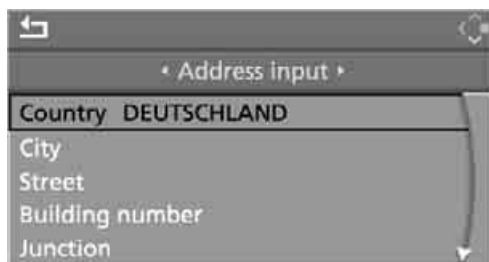 Address input
Country DEUTSCHLAND
City
Street
Building number
Junction